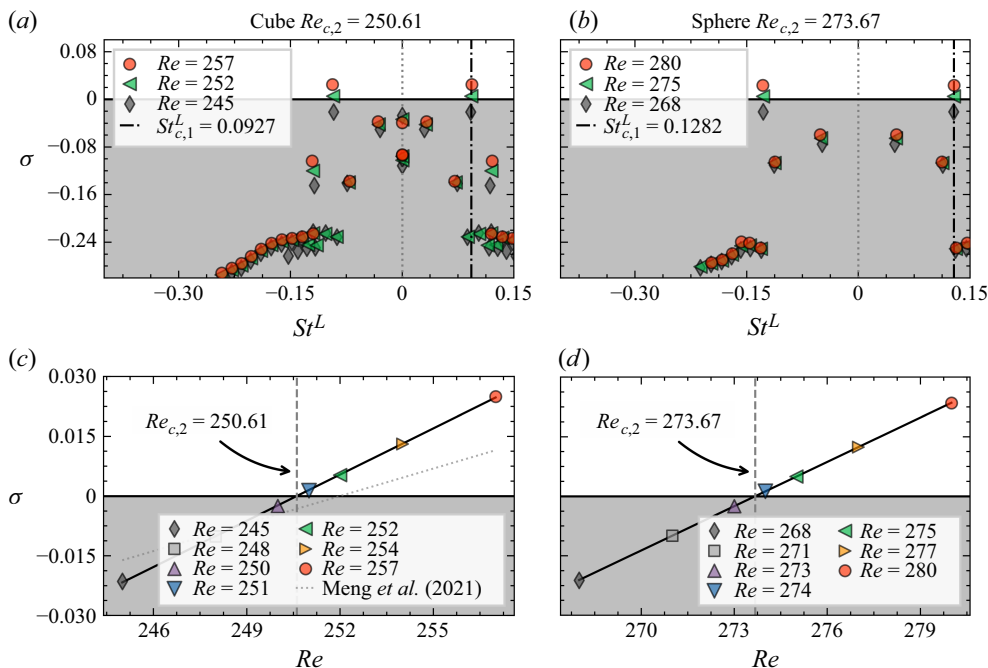 (a) Cube Re_{c,2} = 250.61
(b) Sphere Re_{c,2} = 273.67
0.08
0
−0.08
−0.16
−0.24
σ
Re = 257
Re = 252
Re = 245
St^L_{c,1} = 0.0927
−0.30 −0.15 0 0.15
St^L
Re = 280
Re = 275
Re = 268
St^L_{c,1} = 0.1282
−0.30 −0.15 0 0.15
St^L
(c)
0.030
0.015
0
−0.015
−0.030
σ
Re_{c,2} = 250.61
Re = 245
Re = 248
Re = 250
Re = 251
Re = 252
Re = 254
Re = 257
Meng et al. (2021)
246 249 252 255
Re
(d)
Re_{c,2} = 273.67
Re = 268
Re = 271
Re = 273
Re = 274
Re = 275
Re = 277
Re = 280
270 273 276 279
Re